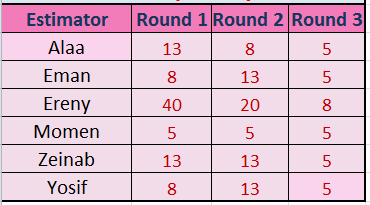 Estimator Round 1 Round 2 Round 3
Alaa 13 8 5
Eman 8 13 5
Ereny 40 20 8
Momen 5 5 5
Zeinab 13 13 5
Yosif 8 13 5